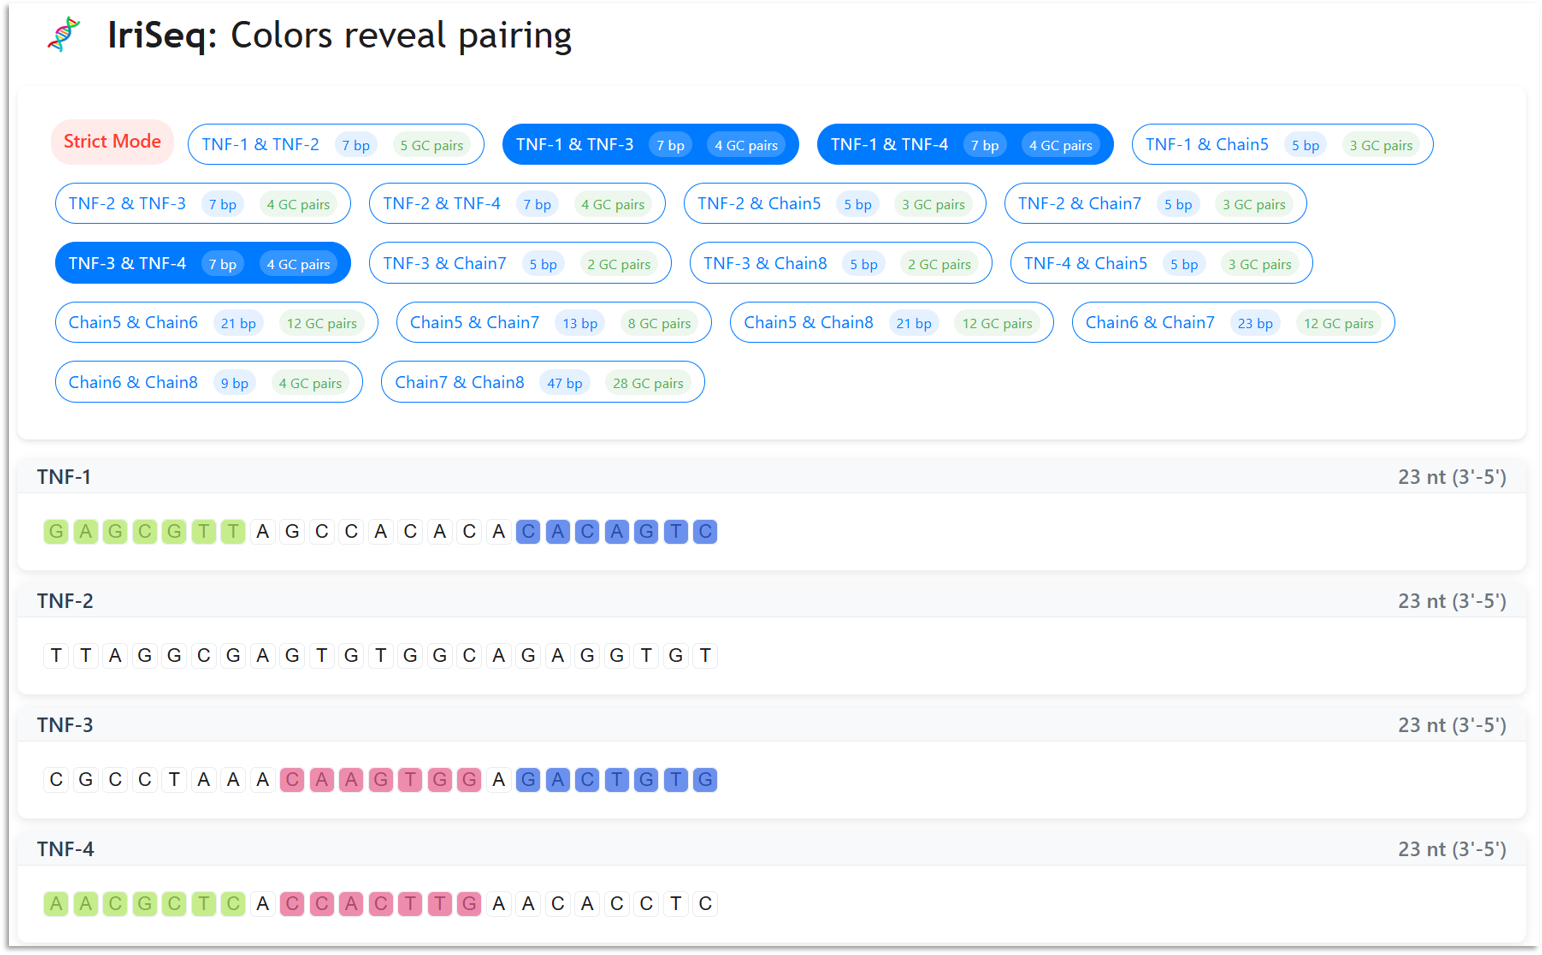 IriSeq: Colors reveal pairing
Strict Mode TNF-1 & TNF-2 7 bp 5 GC pairs TNF-1 & TNF-3 7 bp 4 GC pairs TNF-1 & TNF-4 7 bp 4 GC pairs TNF-1 & Chain5 5 bp 3 GC pairs
TNF-2 & TNF-3 7 bp 4 GC pairs TNF-2 & TNF-4 7 bp 4 GC pairs TNF-2 & Chain5 5 bp 3 GC pairs TNF-2 & Chain7 5 bp 3 GC pairs
TNF-3 & TNF-4 7 bp 4 GC pairs TNF-3 & Chain7 5 bp 2 GC pairs TNF-3 & Chain8 5 bp 2 GC pairs TNF-4 & Chain5 5 bp 3 GC pairs
Chain5 & Chain6 21 bp 12 GC pairs Chain5 & Chain7 13 bp 8 GC pairs Chain5 & Chain8 21 bp 12 GC pairs Chain6 & Chain7 23 bp 12 GC pairs
Chain6 & Chain8 9 bp 4 GC pairs Chain7 & Chain8 47 bp 28 GC pairs
TNF-1 23 nt (3'-5')
G A G C G T T A G C C A C A C A C A C A G T C
TNF-2 23 nt (3'-5')
T T A G G C G A G T G T G G C A G A G G T G T
TNF-3 23 nt (3'-5')
C G C C T A A A C A A G T G G A G A C T G T G
TNF-4 23 nt (3'-5')
A A C G C T C A C C A C T T G A A C A C C T C